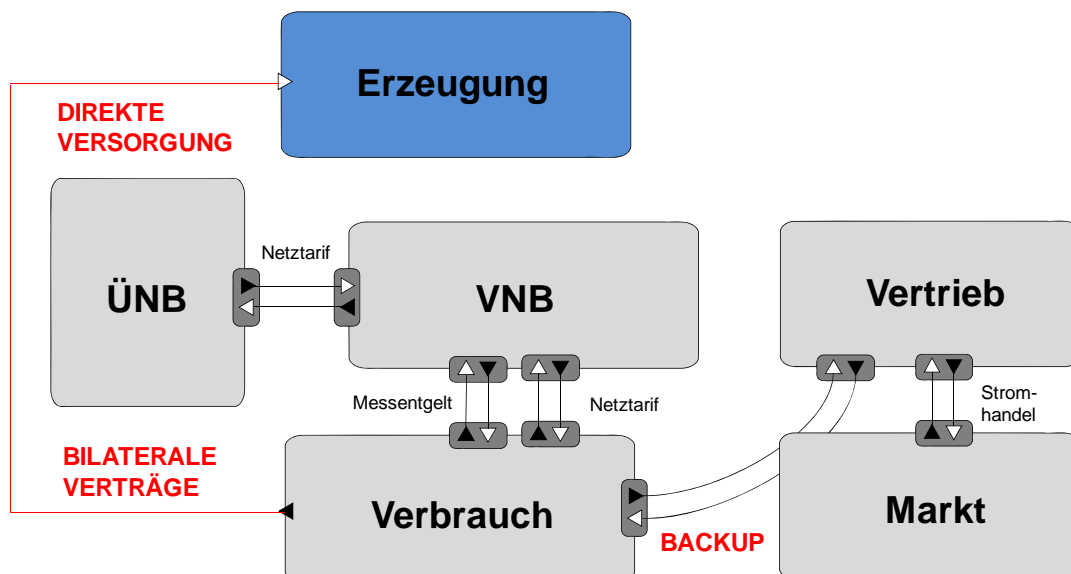 Erzeugung
DIREKTE
VERSORGUNG
ÜNB
Netztarif
VNB
Vertrieb
Messentgelt
Netztarif
Strom-
handel
BILATERALE
VERTRÄGE
Verbrauch
BACKUP
Markt